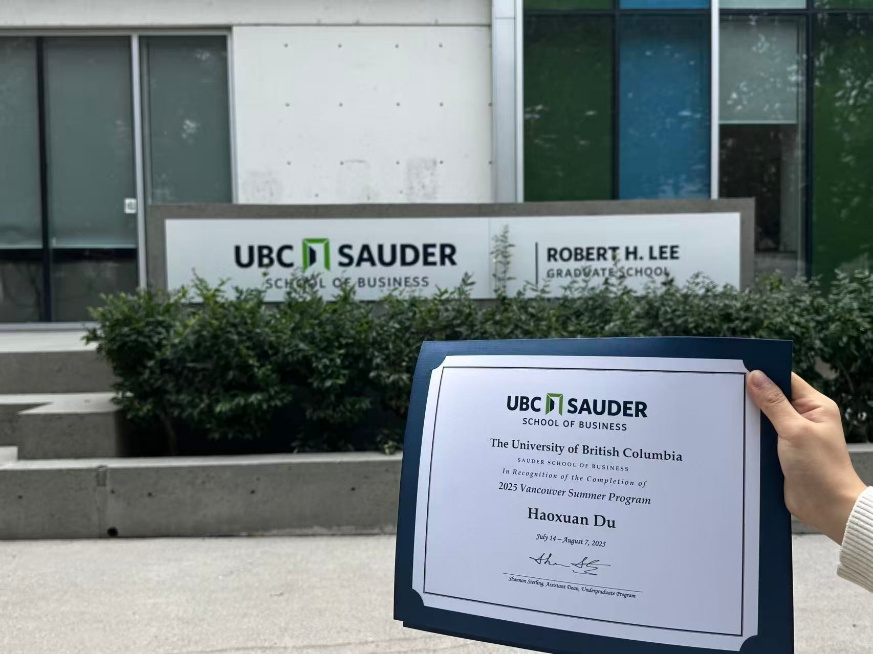 UBC SAUDER
SCHOOL OF BUSINESS
ROBERT H. LEE
GRADUATE SCHOOL
UBC SAUDER
SCHOOL OF BUSINESS
The University of British Columbia
SAUDER SCHOOL OF BUSINESS
In Recognition of the Completion of
2025 Vancouver Summer Program
Haoxuan Du
July 14 – August 7, 2025
Sterling, Assistant Dean, Undergraduate Program